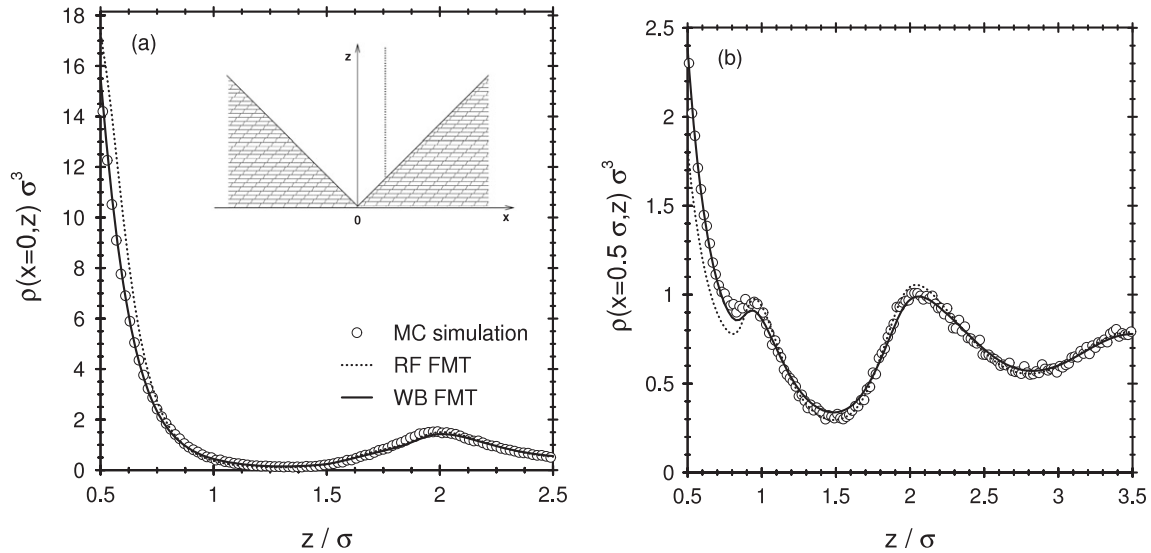 18
16
14
12
10
8
6
4
2
0
0.5
1
1.5
2
2.5
z / σ
ρ(x=0,z) σ³
(a)
z
0
x
MC simulation
RF FMT
WB FMT
2.5
2
1.5
1
0.5
0
0.5
1
1.5
2
2.5
3
3.5
z / σ
ρ(x=0.5 σ,z) σ³
(b)